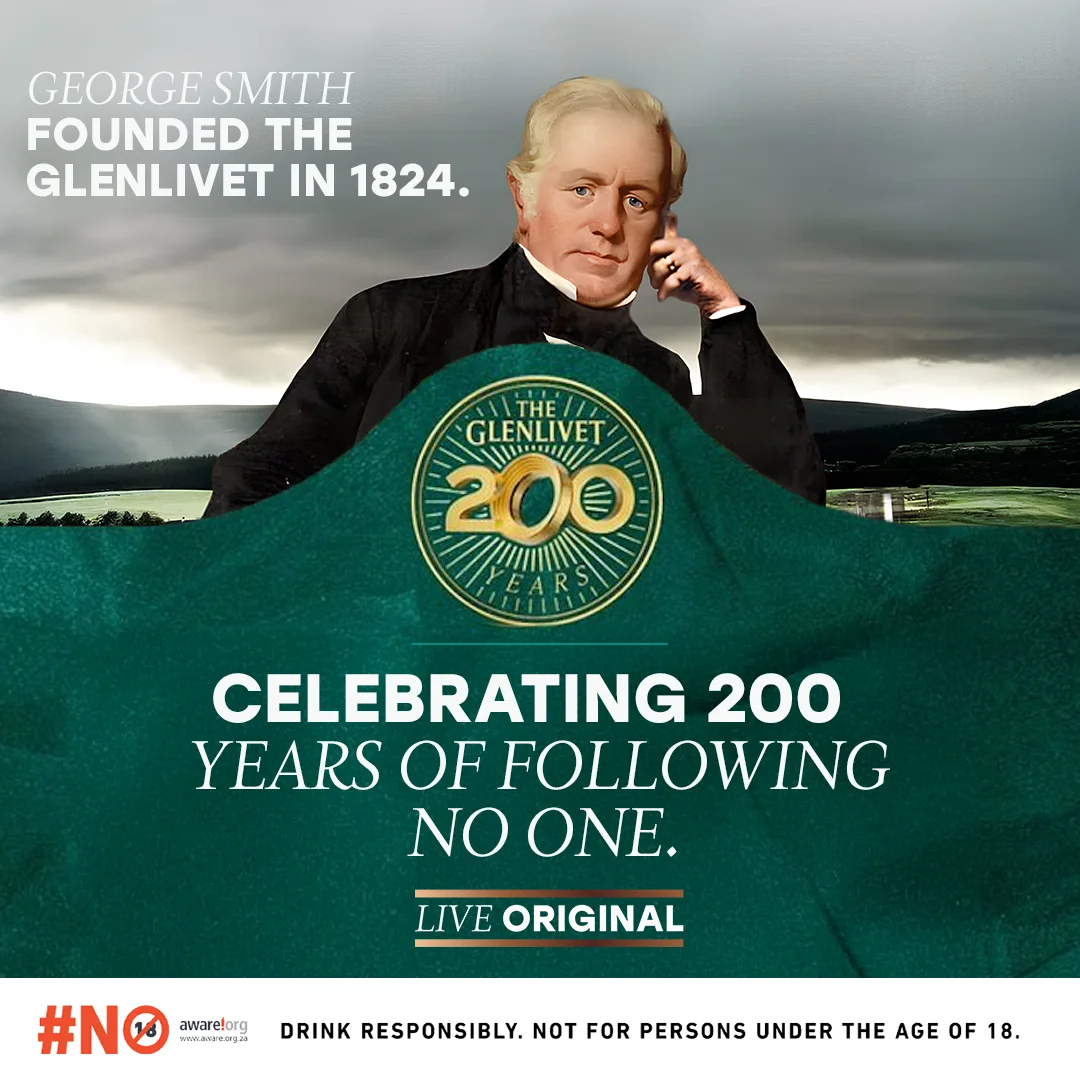 GEORGE SMITH
FOUNDED THE
GLENLIVET IN 1824.
THE
GLENLIVET
200
YEARS
CELEBRATING 200
YEARS OF FOLLOWING
NO ONE.
LIVE ORIGINAL
#NO 18
aware!org
www.aware.org.za
DRINK RESPONSIBLY. NOT FOR PERSONS UNDER THE AGE OF 18.